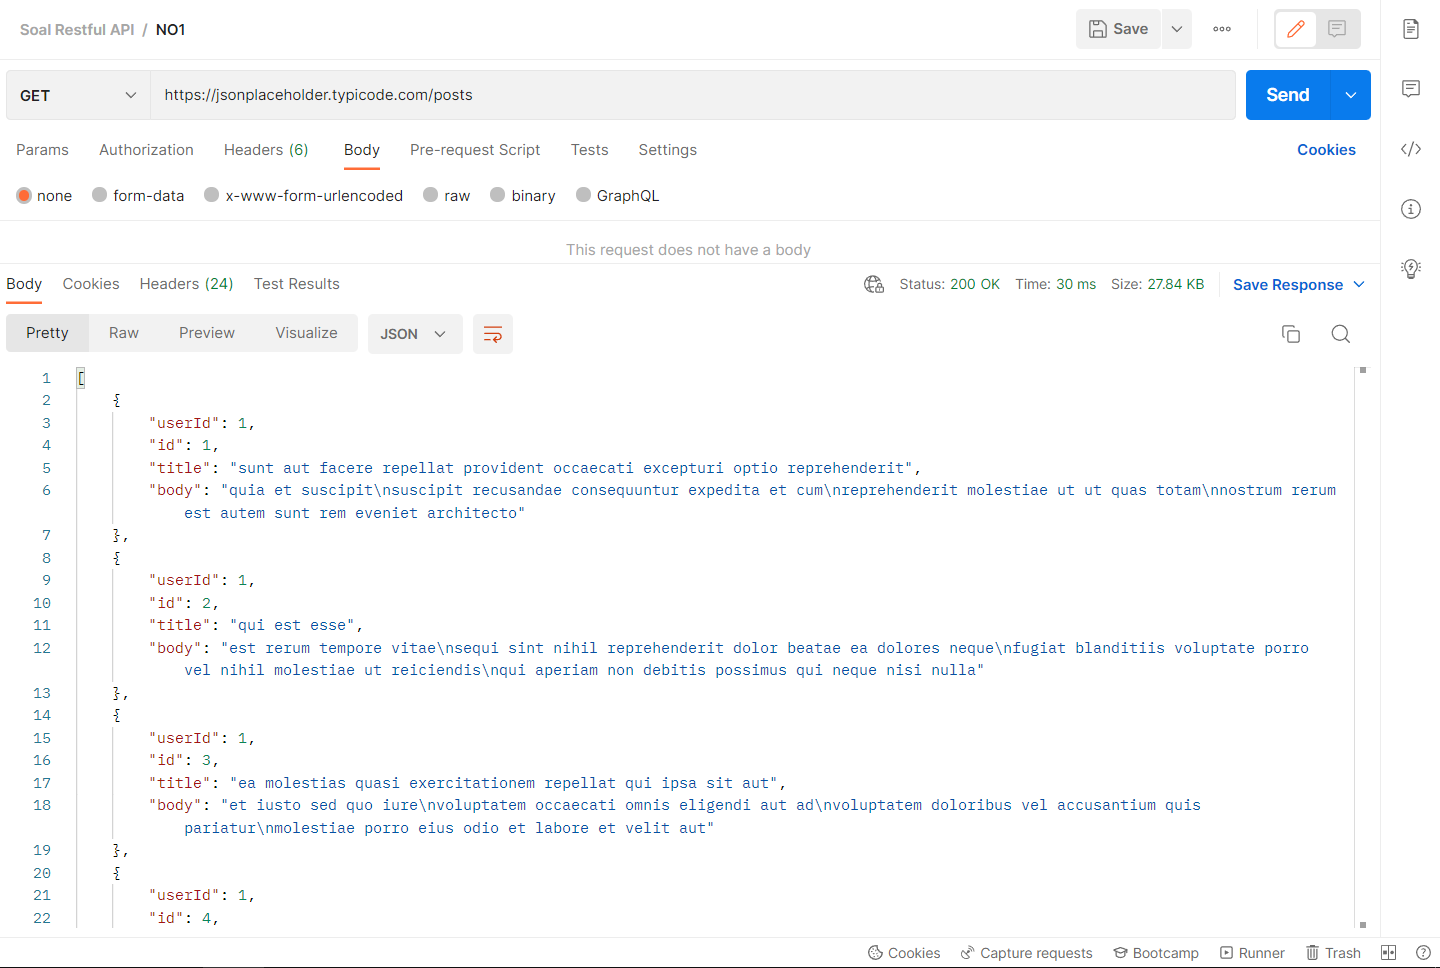 Soal Restful API / NO1
Save
GET
https://jsonplaceholder.typicode.com/posts
Send
Params Authorization Headers (6) Body Pre-request Script Tests Settings Cookies
none form-data x-www-form-urlencoded raw binary GraphQL
This request does not have a body
Body Cookies Headers (24) Test Results Status: 200 OK Time: 30 ms Size: 27.84 KB Save Response
Pretty Raw Preview Visualize JSON
1 [
2 {
3 "userId": 1,
4 "id": 1,
5 "title": "sunt aut facere repellat provident occaecati excepturi optio reprehenderit",
6 "body": "quia et suscipit\nsuscipit recusandae consequuntur expedita et cum\nreprehenderit molestiae ut ut quas totam\nnostrum rerum
est autem sunt rem eveniet architecto"
7 },
8 {
9 "userId": 1,
10 "id": 2,
11 "title": "qui est esse",
12 "body": "est rerum tempore vitae\nsequi sint nihil reprehenderit dolor beatae ea dolores neque\nfugiat blanditiis voluptate porro
vel nihil molestiae ut reiciendis\nqui aperiam non debitis possimus qui neque nisi nulla"
13 },
14 {
15 "userId": 1,
16 "id": 3,
17 "title": "ea molestias quasi exercitationem repellat qui ipsa sit aut",
18 "body": "et iusto sed quo iure\nvoluptatem occaecati omnis eligendi aut ad\nvoluptatem doloribus vel accusantium quis
pariatur\nmolestiae porro eius odio et labore et velit aut"
19 },
20 {
21 "userId": 1,
22 "id": 4,
Cookies Capture requests Bootcamp Runner Trash